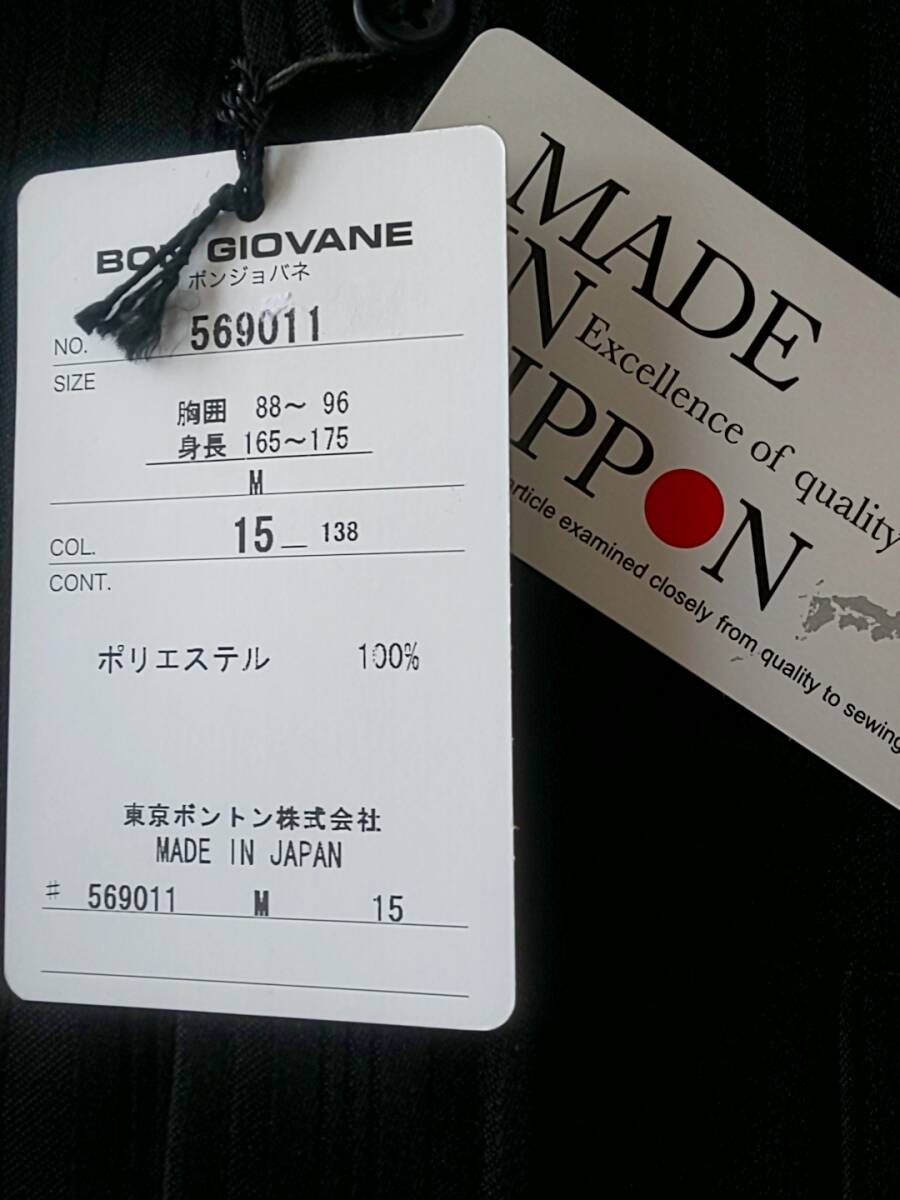 BON GIOVANE
ボンジョバネ
NO. 569011
SIZE
胸囲 88～ 96
身長 165～175
M
COL. 15 — 138
CONT.
ポリエステル 100%
東京ボントン株式会社
MADE IN JAPAN
# 569011 M 15
MADE
IN Excellence of quality
NIPPON
article examined closely from quality to sewing